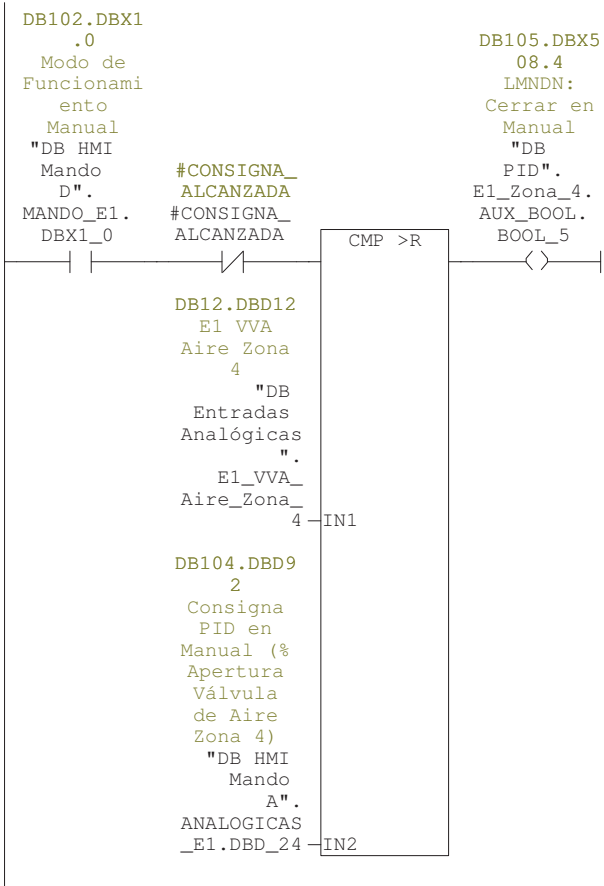 DB102.DBX1
.0
Modo de
Funcionami
ento
Manual
"DB HMI
Mando
D".
MANDO_E1.
DBX1_0
#CONSIGNA_
ALCANZADA
#CONSIGNA_
ALCANZADA
CMP >R
DB105.DBX5
08.4
LMNDN:
Cerrar en
Manual
"DB
PID".
E1_Zona_4.
AUX_BOOL.
BOOL_5
DB12.DBD12
E1 VVA
Aire Zona
4
"DB
Entradas
Analógicas
".
E1_VVA_
Aire_Zona_
4
IN1
DB104.DBD9
2
Consigna
PID en
Manual (%
Apertura
Válvula
de Aire
Zona 4)
"DB HMI
Mando
A".
ANALOGICAS
_E1.DBD_24
IN2